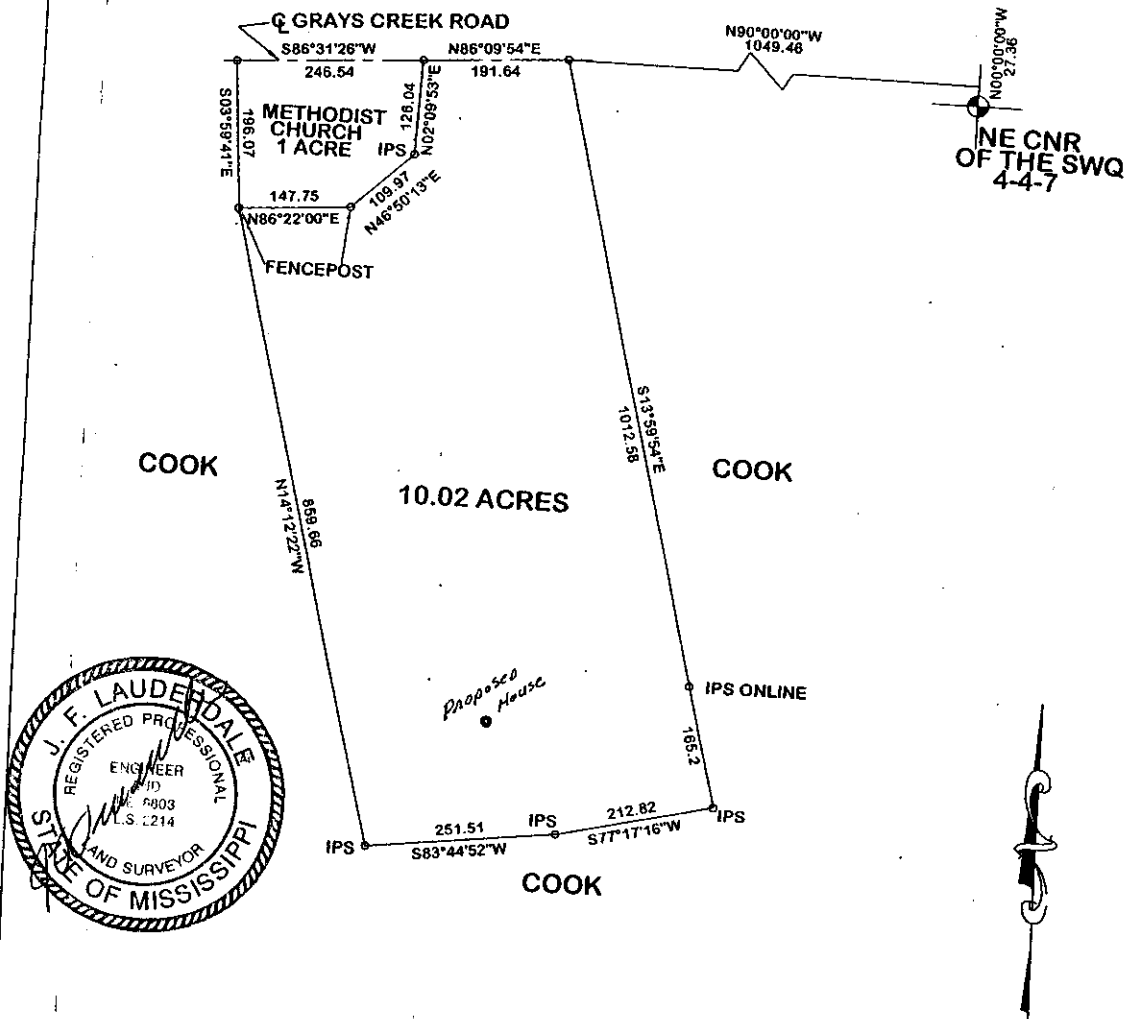 ℄ GRAYS CREEK ROAD
S86°31'26"W
246.54
N86°09'54"E
191.64
N90°00'00"W
1049.46
N00°00'00"W
27.36
NE CNR
OF THE SWQ
4-4-7
S03°59'41"E
196.07
METHODIST
CHURCH
1 ACRE
126.04
N02°09'53"E
IPS
147.75
N86°22'00"E
109.97
N46°50'13"E
FENCEPOST
COOK
859.66
N14°12'22"W
10.02 ACRES
S13°59'54"E
1012.58
COOK
Proposed
House
IPS ONLINE
165.2
IPS
251.51
S83°44'52"W
IPS
212.82
S77°17'16"W
IPS
COOK
J. F. LAUDERDALE
REGISTERED PROFESSIONAL
ENGINEER
L.S. 2214
LAND SURVEYOR
STATE OF MISSISSIPPI